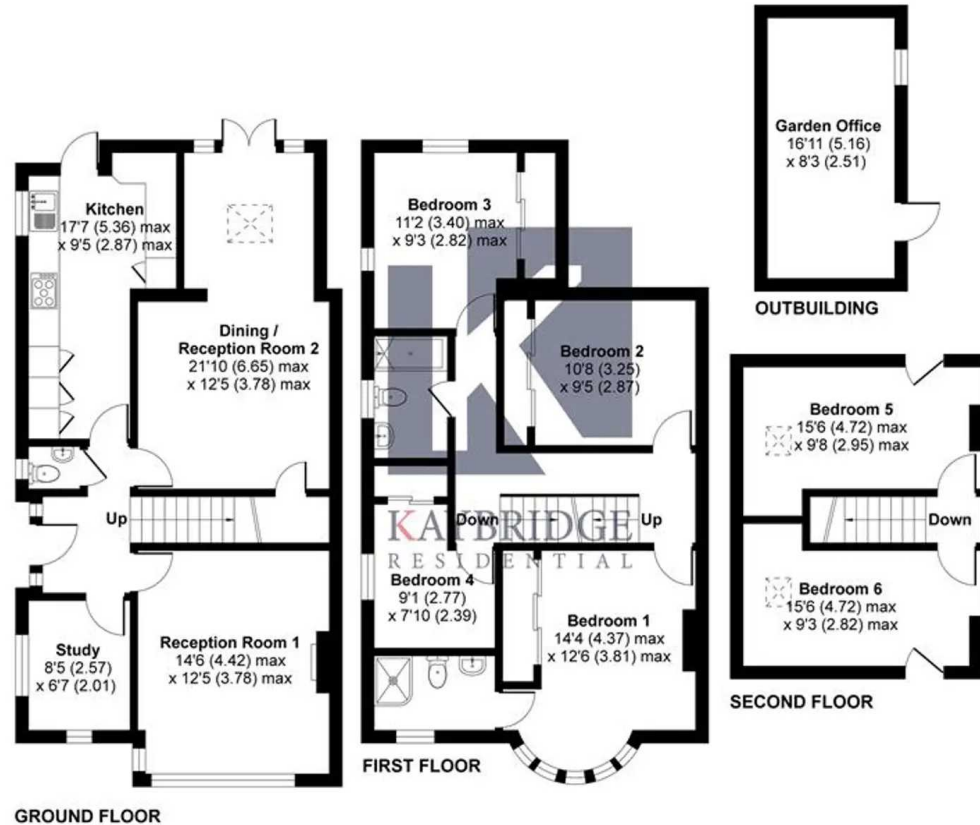 Garden Office
16'11 (5.16)
x 8'3 (2.51)
OUTBUILDING
Kitchen
17'7 (5.36) max
x 9'5 (2.87) max
Dining /
Reception Room 2
21'10 (6.65) max
x 12'5 (3.78) max
Up
Study
8'5 (2.57)
x 6'7 (2.01)
Reception Room 1
14'6 (4.42) max
x 12'5 (3.78) max
GROUND FLOOR
Bedroom 3
11'2 (3.40) max
x 9'3 (2.82) max
Bedroom 2
10'8 (3.25)
x 9'5 (2.87)
Down
Up
KAYBRIDGE
RESIDENTIAL
Bedroom 4
9'1 (2.77)
x 7'10 (2.39)
Bedroom 1
14'4 (4.37) max
x 12'6 (3.81) max
FIRST FLOOR
Bedroom 5
15'6 (4.72) max
x 9'8 (2.95) max
Down
Bedroom 6
15'6 (4.72) max
x 9'3 (2.82) max
SECOND FLOOR